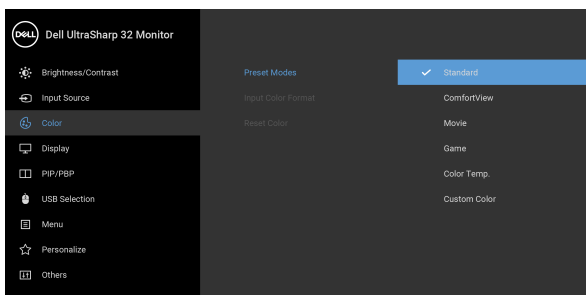 DELL Dell UltraSharp 32 Monitor
Brightness/Contrast
Input Source
Color
Display
PIP/PBP
USB Selection
Menu
Personalize
Others
Preset Modes
Input Color Format
Reset Color
Standard
ComfortView
Movie
Game
Color Temp.
Custom Color